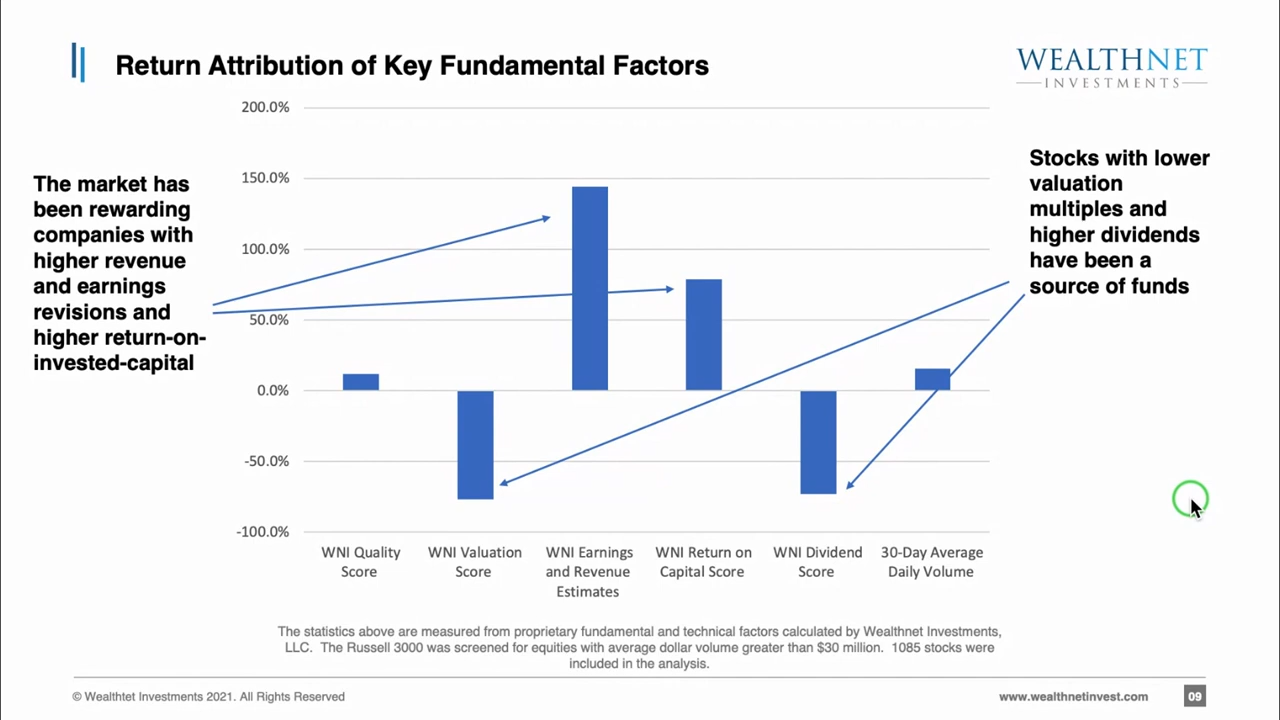 Return Attribution of Key Fundamental Factors
WEALTHNET
INVESTMENTS
The market has
been rewarding
companies with
higher revenue
and earnings
revisions and
higher return-on-
invested-capital
200.0%
150.0%
100.0%
50.0%
0.0%
-50.0%
-100.0%
WNI Quality
Score
WNI Valuation
Score
WNI Earnings
and Revenue
Estimates
WNI Return on
Capital Score
WNI Dividend
Score
30-Day Average
Daily Volume
Stocks with lower
valuation
multiples and
higher dividends
have been a
source of funds
The statistics above are measured from proprietary fundamental and technical factors calculated by Wealthnet Investments,
LLC. The Russell 3000 was screened for equities with average dollar volume greater than $30 million. 1085 stocks were
included in the analysis.
© Wealthtet Investments 2021. All Rights Reserved
www.wealthnetinvest.com
09